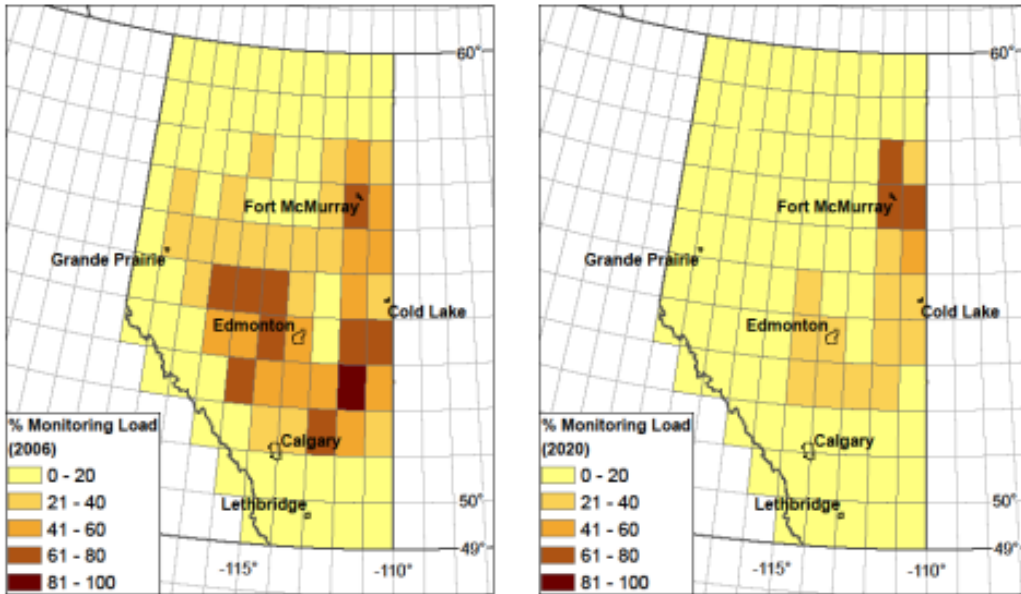 60°
Fort McMurray
Grande Prairie
Cold Lake
Edmonton
% Monitoring Load
(2006)
0 - 20
21 - 40
41 - 60
61 - 80
81 - 100
Calgary
Lethbridge
50°
49°
-115°
-110°
60°
Fort McMurray
Grande Prairie
Cold Lake
Edmonton
% Monitoring Load
(2020)
0 - 20
21 - 40
41 - 60
61 - 80
81 - 100
Calgary
Lethbridge
50°
49°
-115°
-110°